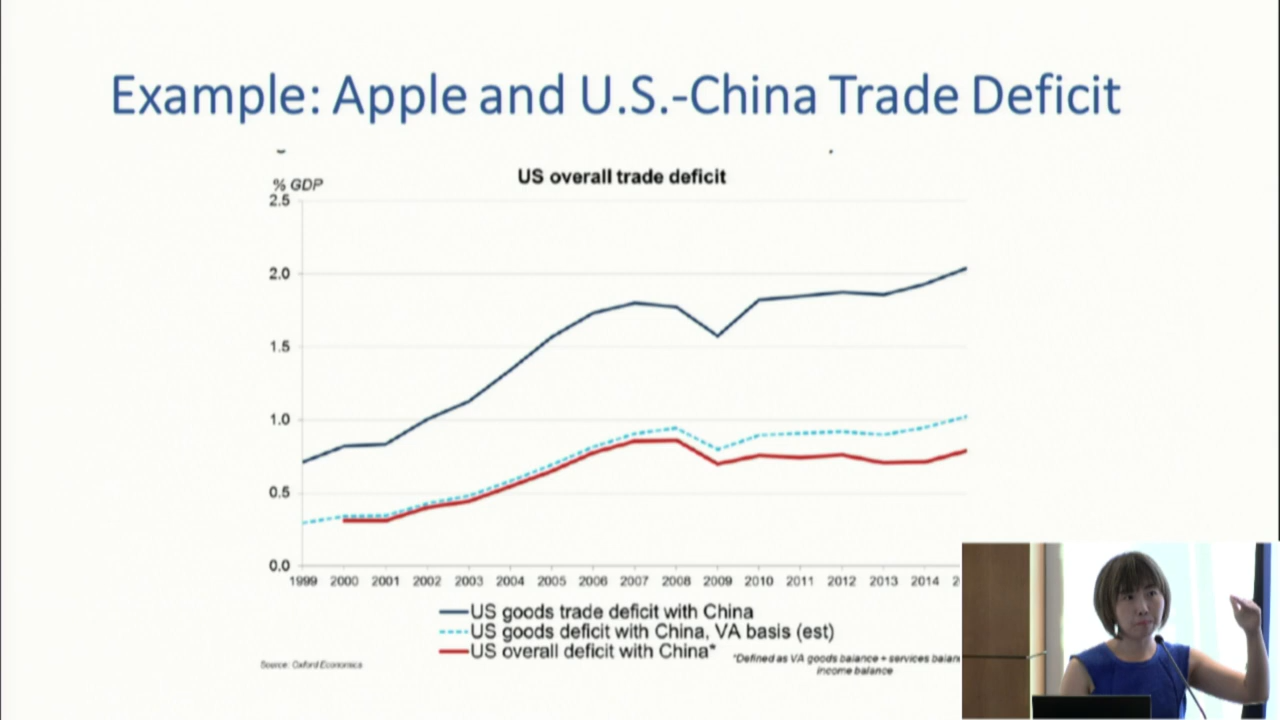 Example: Apple and U.S.-China Trade Deficit
US overall trade deficit
% GDP
2.5
2.0
1.5
1.0
0.5
0.0
1999 2000 2001 2002 2003 2004 2005 2006 2007 2008 2009 2010 2011 2012 2013 2014
US goods trade deficit with China
US goods deficit with China, VA basis (est)
US overall deficit with China*
Source: Oxford Economics
*Defined as VA goods balance + services
income balance